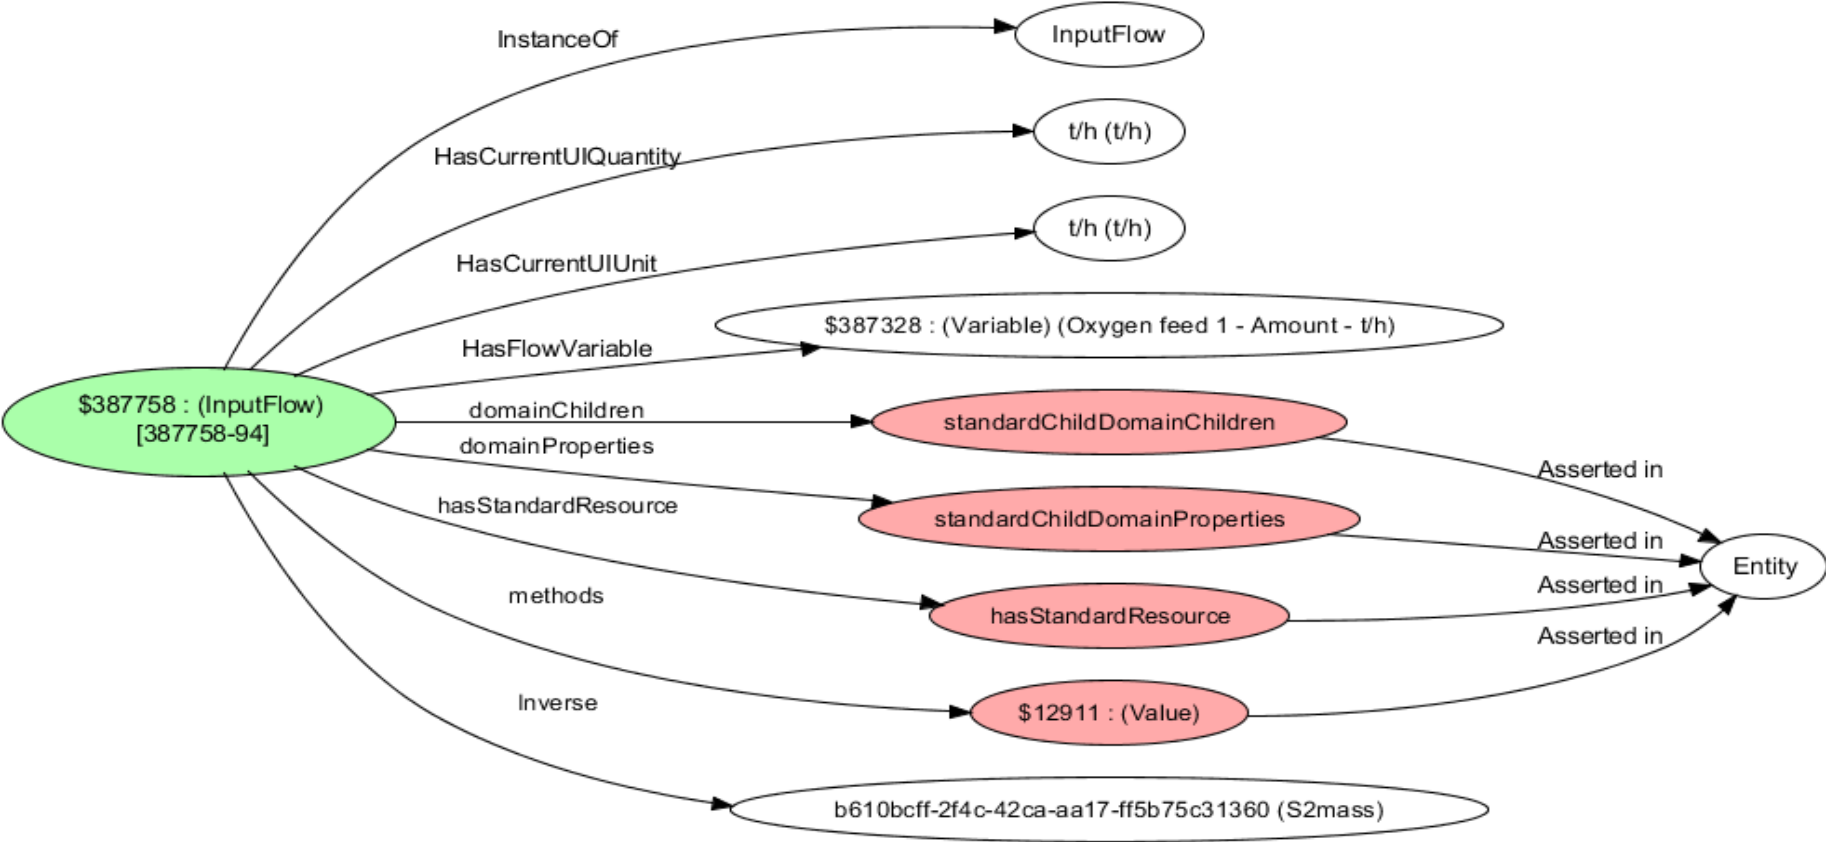 InstanceOf
InputFlow
HasCurrentUIQuantity
t/h (t/h)
HasCurrentUIUnit
t/h (t/h)
HasFlowVariable
$387328 : (Variable) (Oxygen feed 1 - Amount - t/h)
$387758 : (InputFlow)
[387758-94]
domainChildren
standardChildDomainChildren
domainProperties
standardChildDomainProperties
hasStandardResource
hasStandardResource
methods
$12911 : (Value)
Inverse
b610bcff-2f4c-42ca-aa17-ff5b75c31360 (S2mass)
Asserted in
Asserted in
Asserted in
Asserted in
Entity